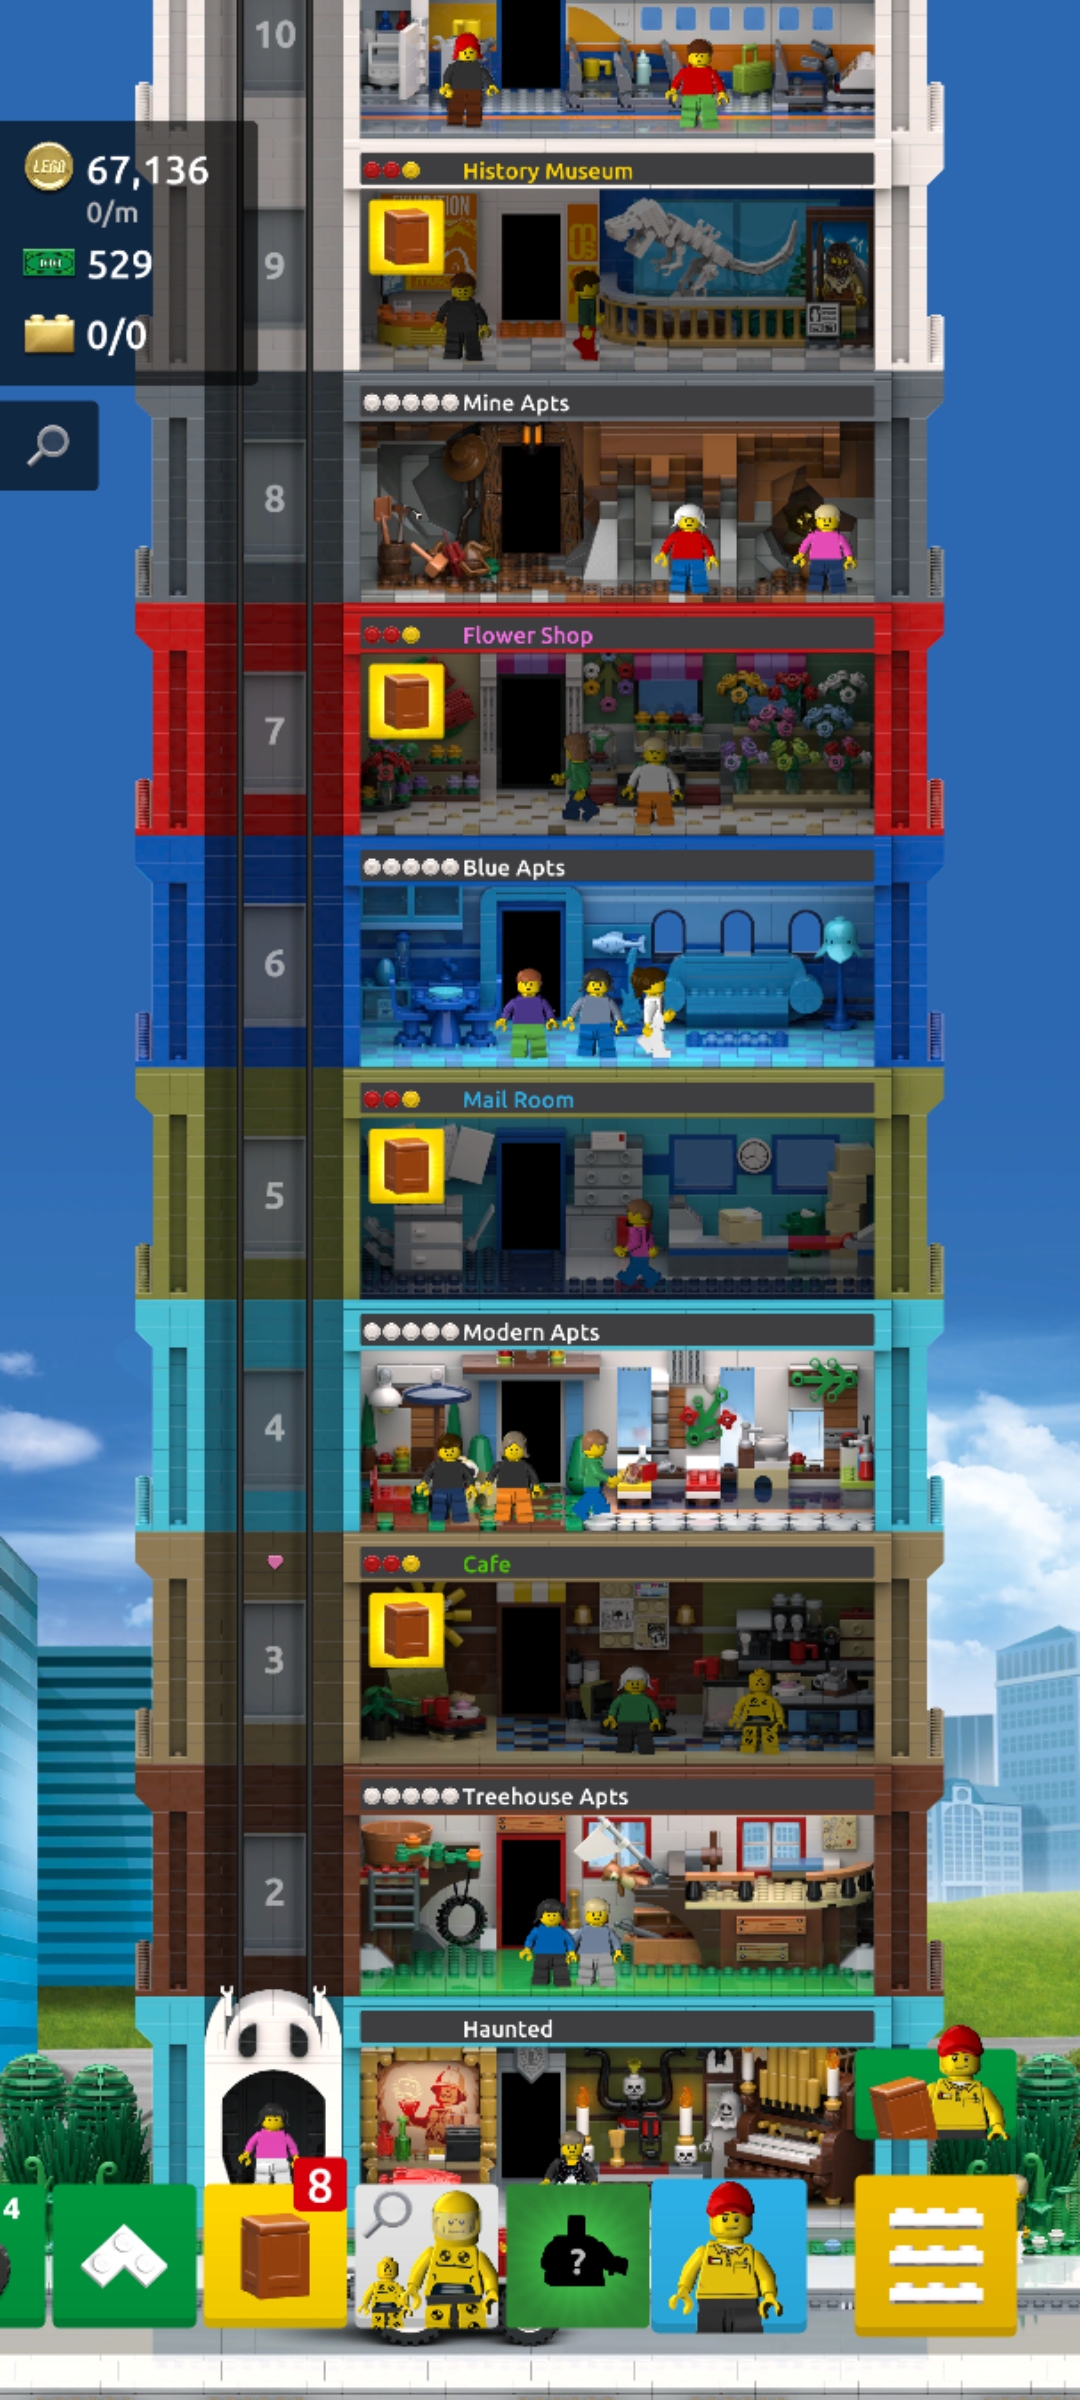 10
LEGO 67,136
0/m
529
0/0
History Museum
EXHIBITION
9
Mine Apts
8
Flower Shop
7
Blue Apts
6
Mail Room
5
Modern Apts
4
Cafe
3
Treehouse Apts
2
Haunted
4
8
?